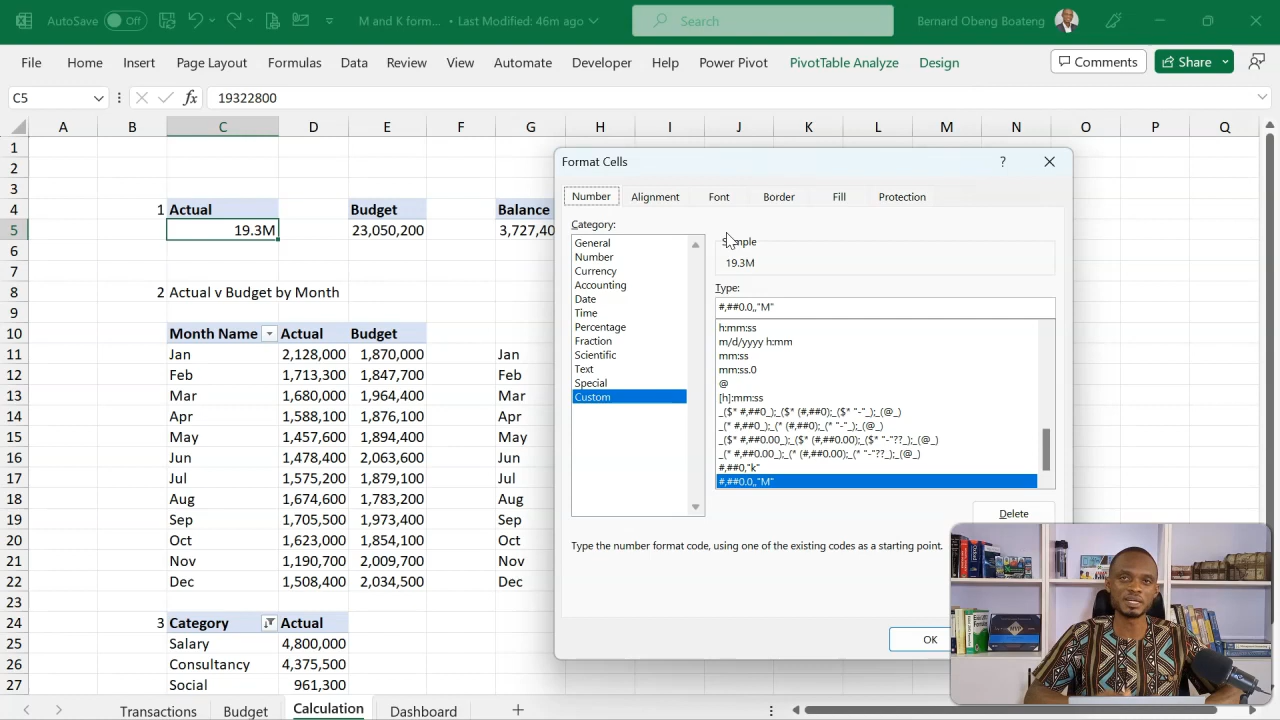 AutoSave Off M and K form... • Last Modified: 46m ago Search Bernard Obeng Boateng
File Home Insert Page Layout Formulas Data Review View Automate Developer Help Power Pivot PivotTable Analyze Design Comments Share
C5 fx 19322800
A B C D E F G H I J K L M N O P Q
1
2
3
4 1 Actual Budget Balance
5 19.3M 23,050,200 3,727,40
6
7
8 2 Actual v Budget by Month
9
10 Month Name Actual Budget
11 Jan 2,128,000 1,870,000 Jan
12 Feb 1,713,300 1,847,700 Feb
13 Mar 1,680,000 1,964,400 Mar
14 Apr 1,588,100 1,876,100 Apr
15 May 1,457,600 1,894,400 May
16 Jun 1,478,400 2,063,600 Jun
17 Jul 1,575,200 1,879,100 Jul
18 Aug 1,674,600 1,783,200 Aug
19 Sep 1,705,500 1,973,400 Sep
20 Oct 1,623,000 1,854,100 Oct
21 Nov 1,190,700 2,009,700 Nov
22 Dec 1,508,400 2,034,500 Dec
23
24 3 Category Actual
25 Salary 4,800,000
26 Consultancy 4,375,500
27 Social 961,300
Format Cells ?
Number Alignment Font Border Fill Protection
Category:
General
Number
Currency
Accounting
Date
Time
Percentage
Fraction
Scientific
Text
Special
Custom
Sample
19.3M
Type:
#,##0.0,,"M"
h:mm:ss
m/d/yyyy h:mm
mm:ss
mm:ss.0
@
[h]:mm:ss
_($* #,##0_);_($* (#,##0);_($* "-"_);_(@_)
_(* #,##0_);_(* (#,##0);_(* "-"_);_(@_)
_($* #,##0.00_);_($* (#,##0.00);_($* "-"??_);_(@_)
_(* #,##0.00_);_(* (#,##0.00);_(* "-"??_);_(@_)
#,##0,"k"
#,##0.0,,"M"
Delete
Type the number format code, using one of the existing codes as a starting point.
OK
Transactions Budget Calculation Dashboard